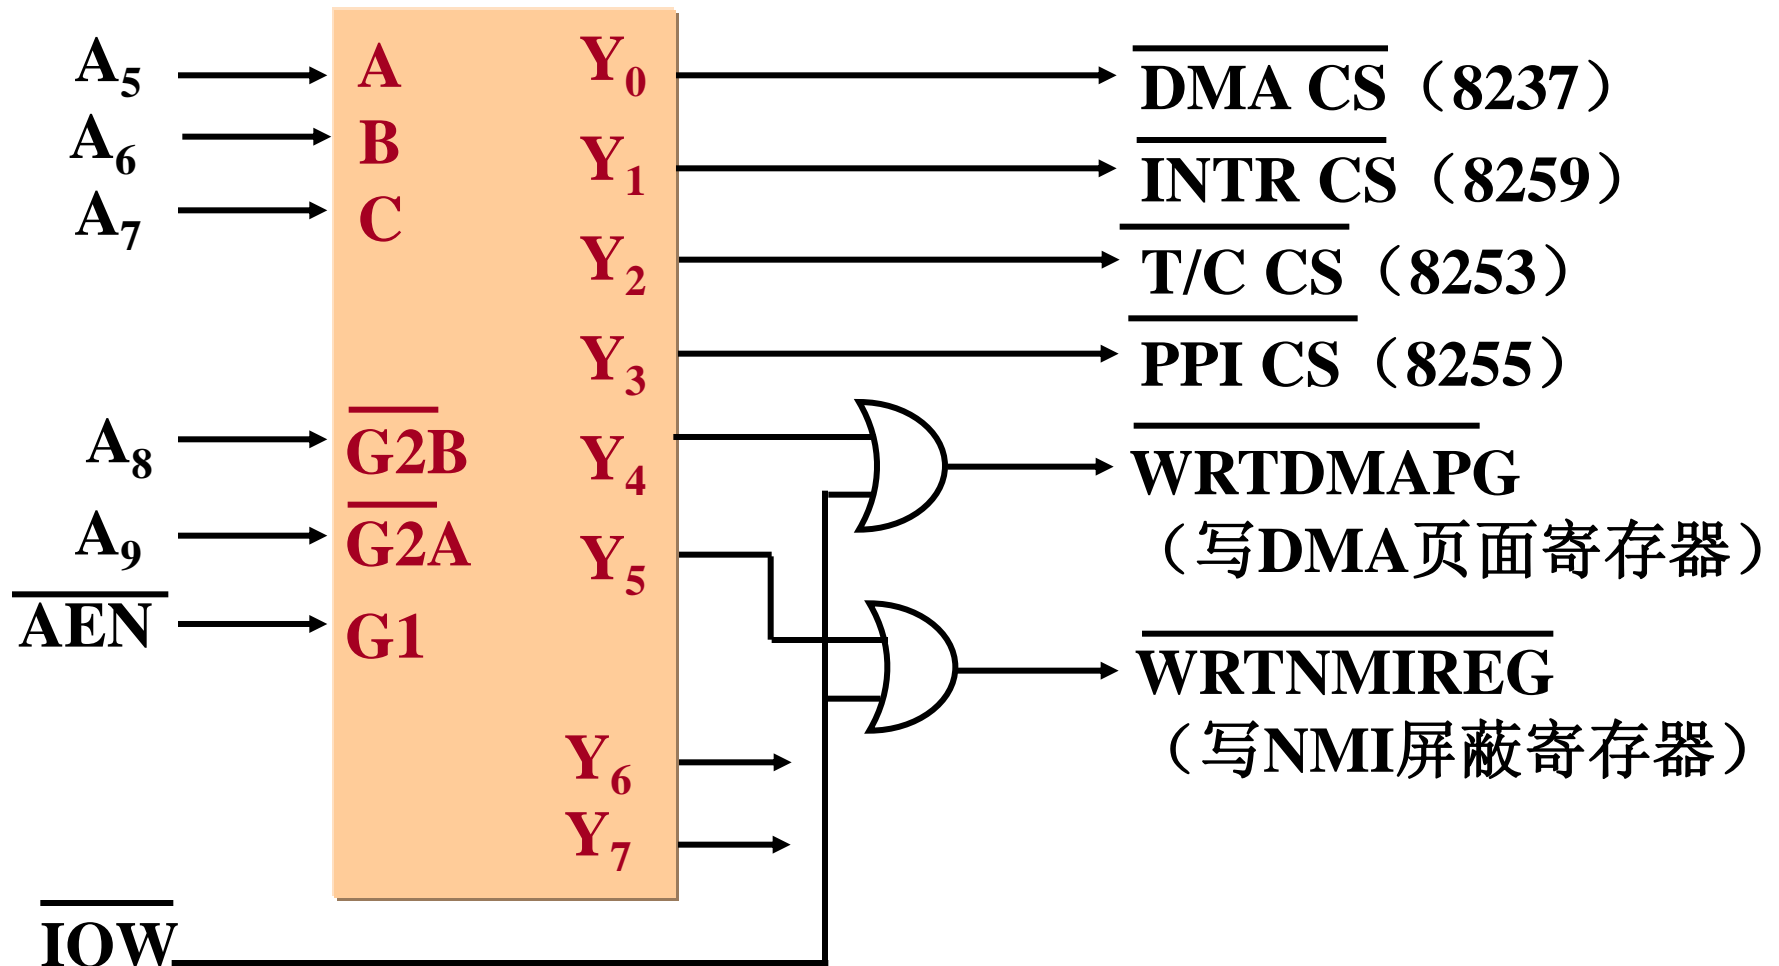 A5 A Y0 DMA CS（8237）
A6 B Y1 INTR CS（8259）
A7 C Y2 T/C CS（8253）
Y3 PPI CS（8255）
A8 G2B Y4 WRTDMAPG
（写DMA页面寄存器）
A9 G2A Y5
AEN G1 WRTNMIREG
（写NMI屏蔽寄存器）
Y6
Y7
IOW